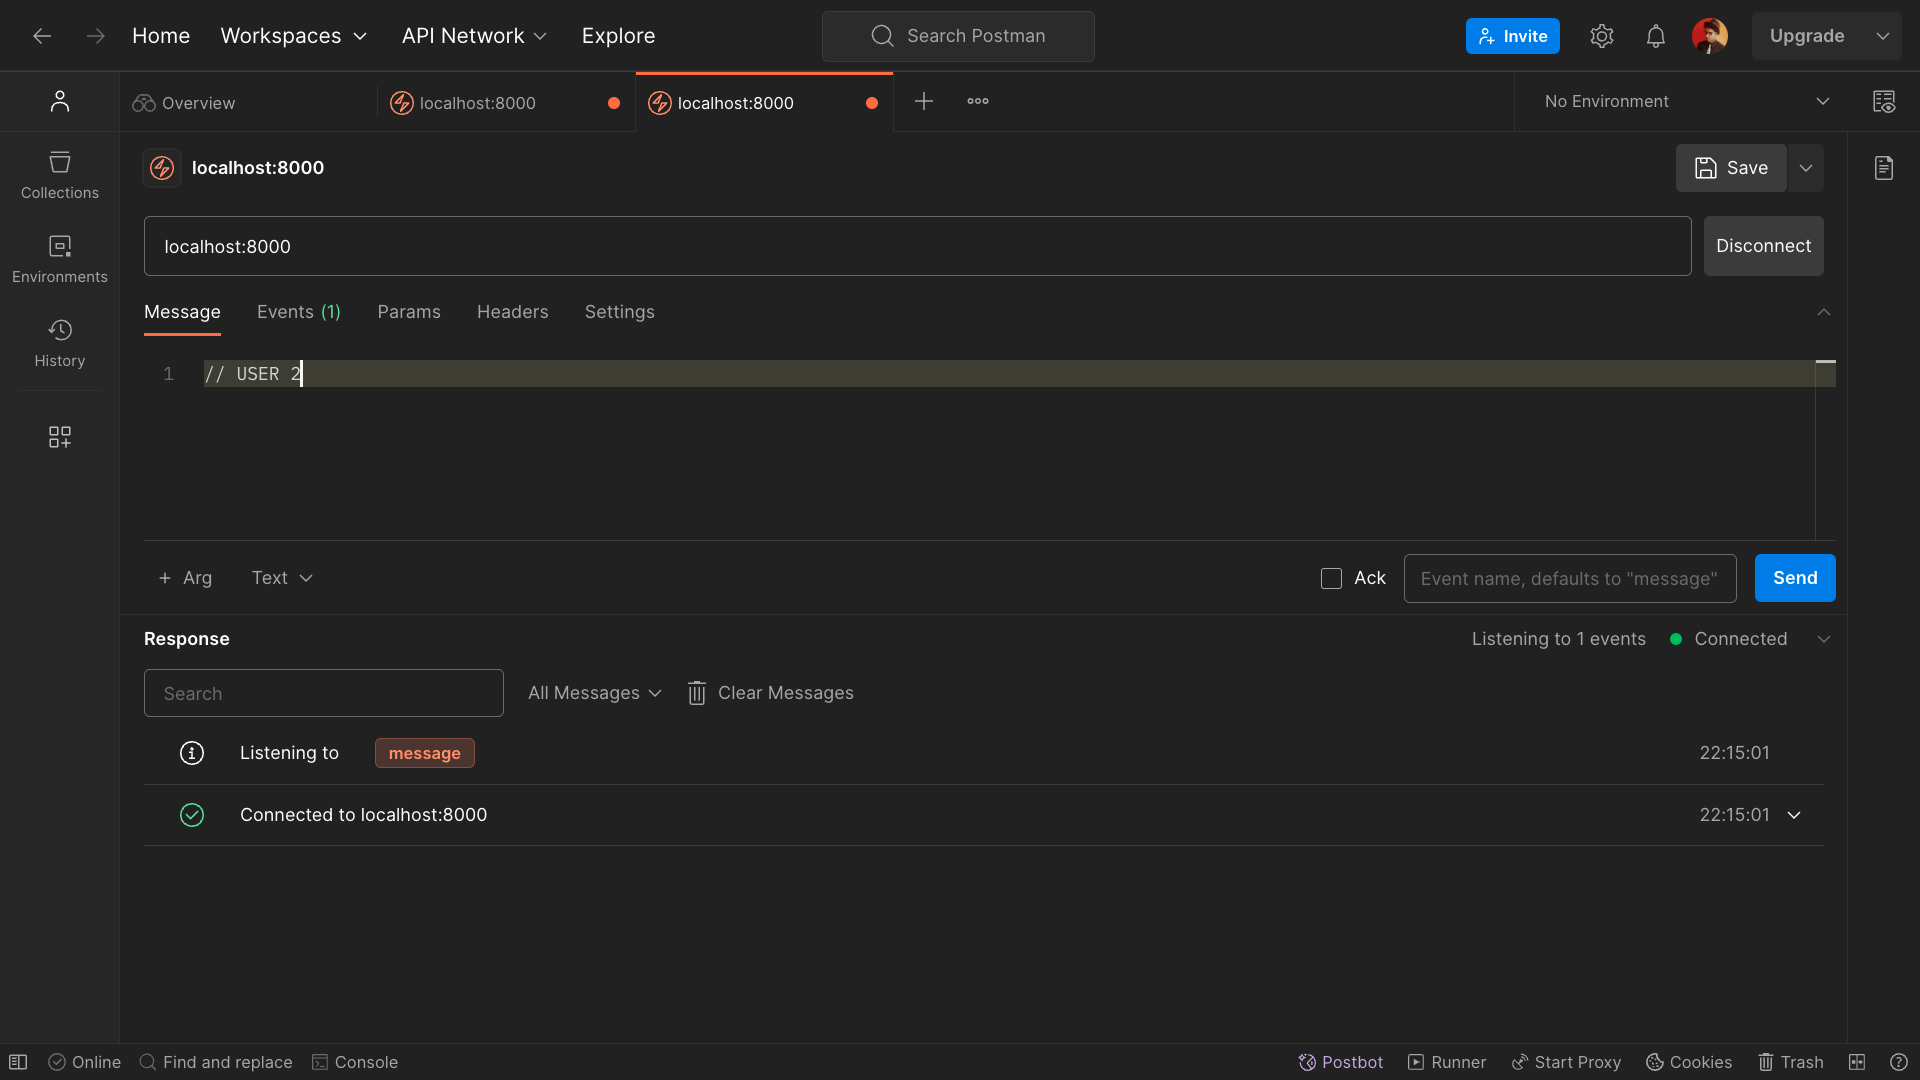 Home Workspaces API Network Explore Search Postman Invite Upgrade
Overview localhost:8000 localhost:8000 No Environment
localhost:8000 Save
Collections
localhost:8000 Disconnect
Environments
Message Events (1) Params Headers Settings
History
1 // USER 2
+ Arg Text Ack Event name, defaults to "message" Send
Response Listening to 1 events Connected
Search All Messages Clear Messages
Listening to message 22:15:01
Connected to localhost:8000 22:15:01
Online Find and replace Console Postbot Runner Start Proxy Cookies Trash